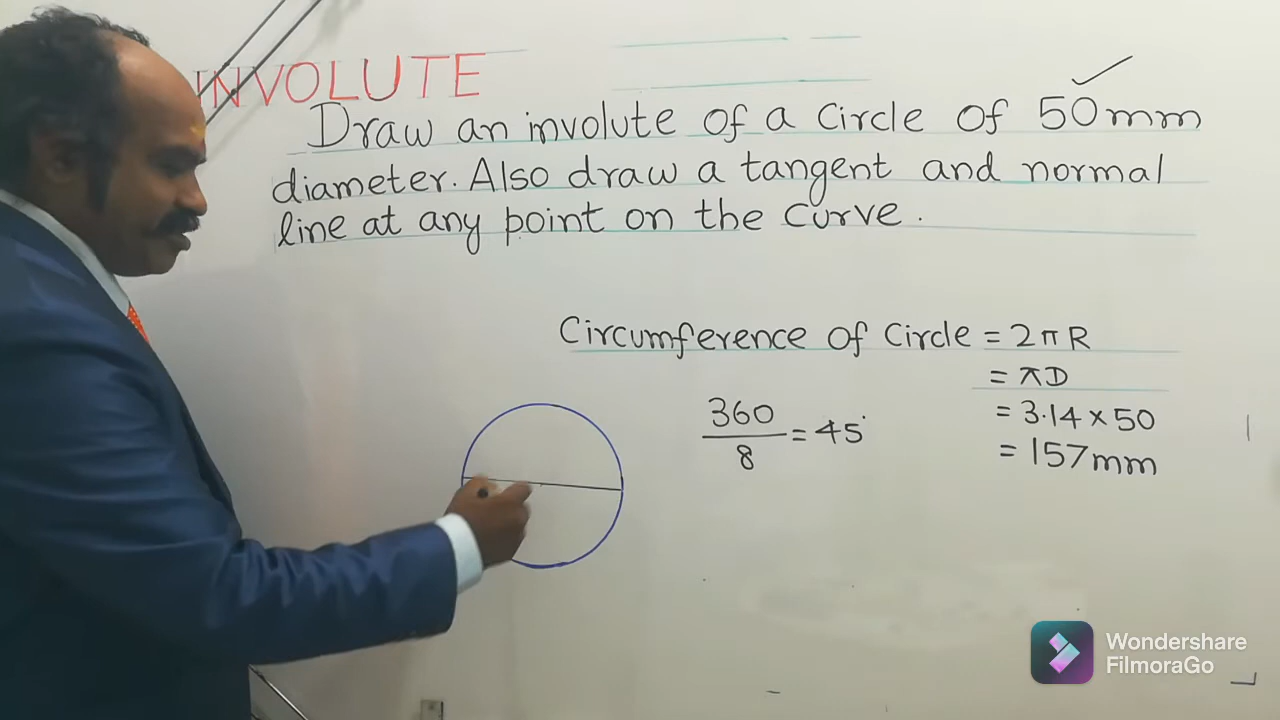 INVOLUTE
Draw an involute of a Circle of 50mm
diameter. Also draw a tangent and normal
line at any point on the curve.
Circumference of Circle = 2πR
= πD
360
8
= 45°
= 3.14 × 50
= 157mm
Wondershare
FilmoraGo